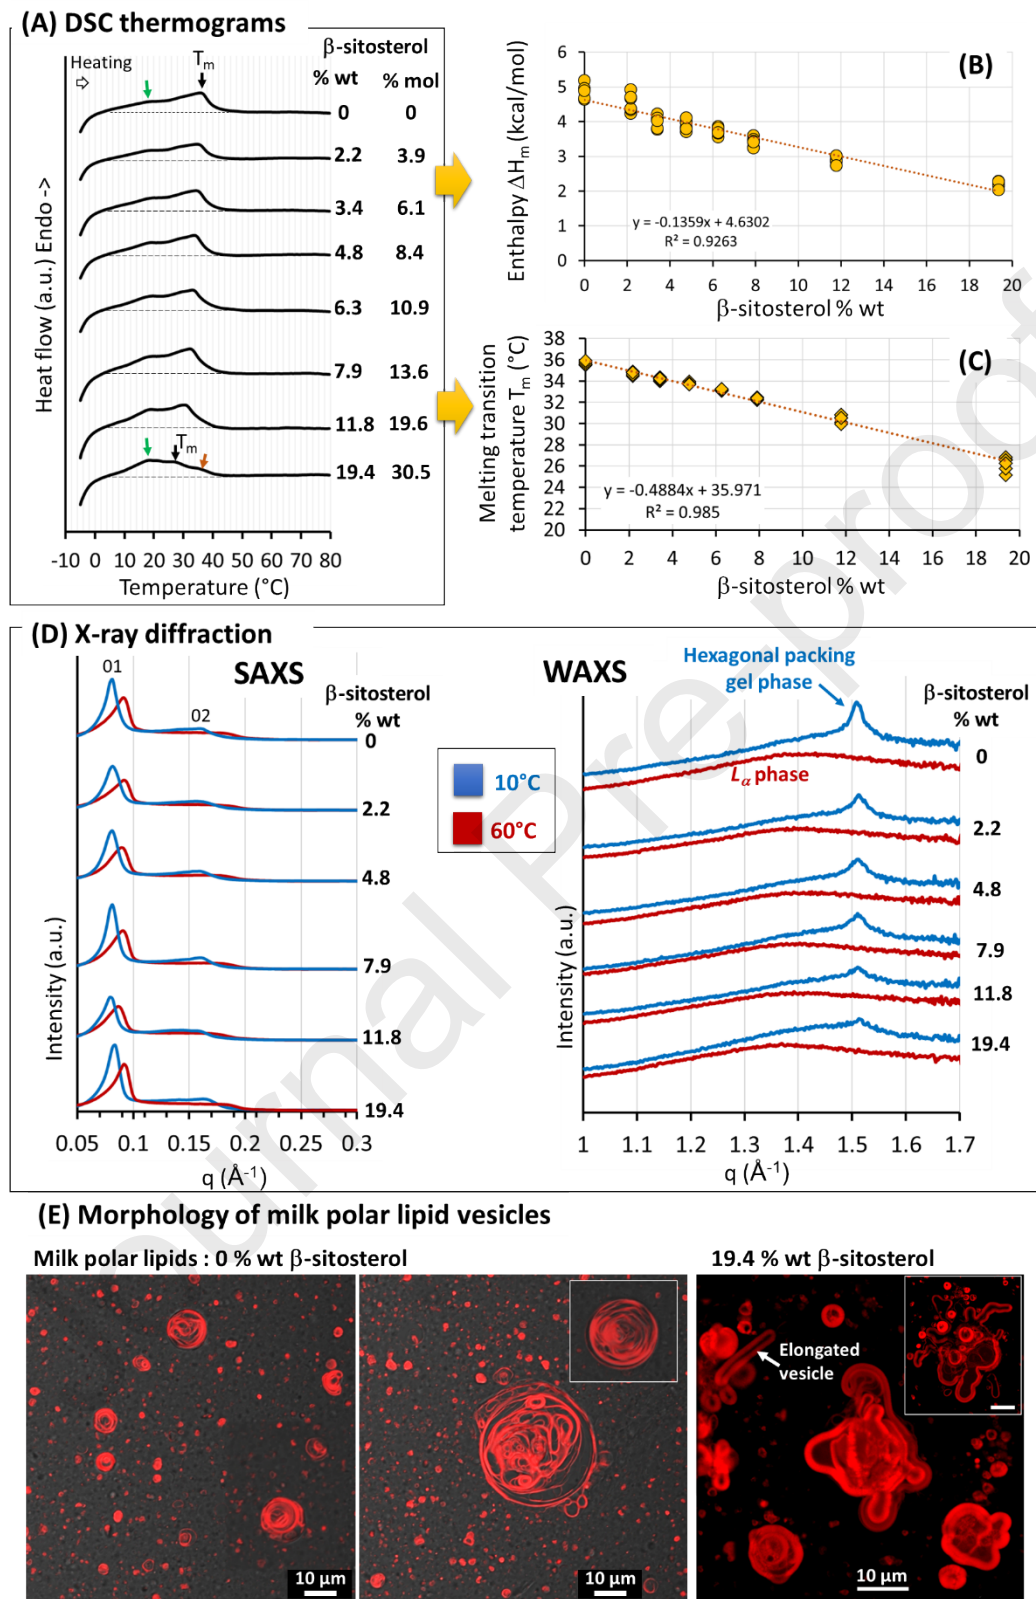 (A) DSC thermograms
β-sitosterol
Heating
Tm
% wt
% mol
0
0
2.2
3.9
3.4
6.1
4.8
8.4
6.3
10.9
7.9
13.6
11.8
19.6
Tm
19.4
30.5
Heat flow (a.u.) Endo ->
-10 0 10 20 30 40 50 60 70 80
Temperature (°C)
(B)
Enthalpy ΔHm (kcal/mol)
6
5
4
3
2
1
0
y = -0.1359x + 4.6302
R² = 0.9263
0 2 4 6 8 10 12 14 16 18 20
β-sitosterol % wt
(C)
Melting transition
temperature Tm (°C)
38
36
34
32
30
28
26
24
22
20
y = -0.4884x + 35.971
R² = 0.985
0 2 4 6 8 10 12 14 16 18 20
β-sitosterol % wt
(D) X-ray diffraction
SAXS
01
02
β-sitosterol
% wt
0
2.2
4.8
7.9
11.8
19.4
Intensity (a.u.)
0.05 0.1 0.15 0.2 0.25 0.3
q (Å-1)
10°C
60°C
WAXS
Hexagonal packing
gel phase
Lα phase
β-sitosterol
% wt
0
2.2
4.8
7.9
11.8
19.4
Intensity (a.u.)
1 1.1 1.2 1.3 1.4 1.5 1.6 1.7
q (Å-1)
(E) Morphology of milk polar lipid vesicles
Milk polar lipids : 0 % wt β-sitosterol
19.4 % wt β-sitosterol
Elongated
vesicle
10 µm
10 µm
10 µm
Journal Pre-proof